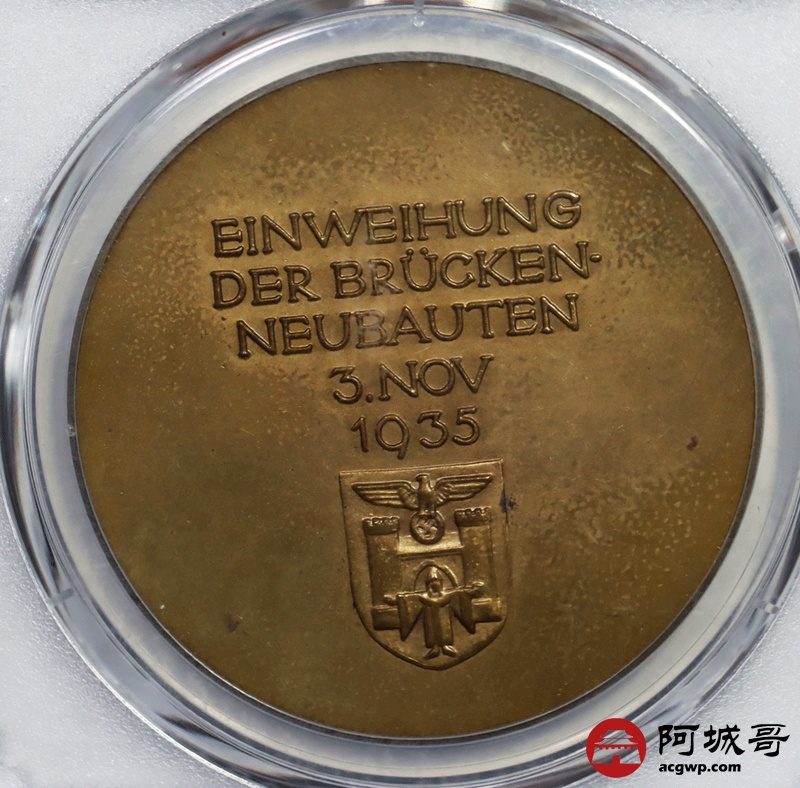 EINWEIHUNG
DER BRÜCKEN-
NEUBAUTEN
3.NOV
1935
阿城哥
acgwp.com